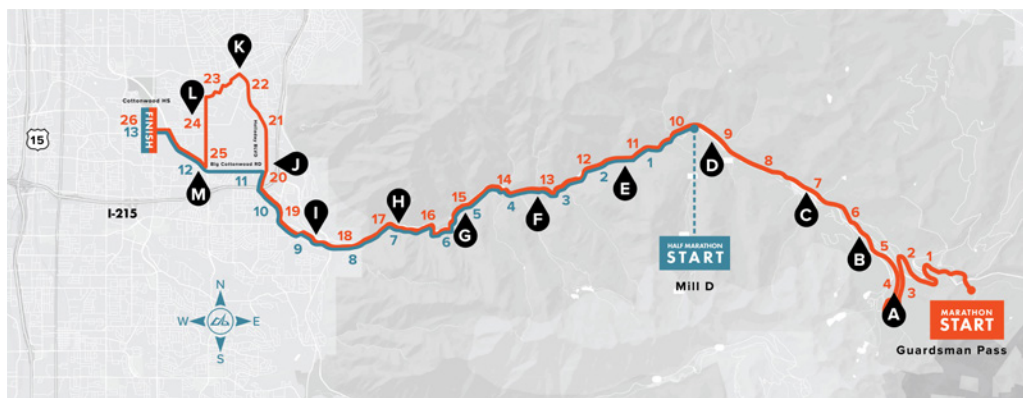 K
23
22
L
Cottonwood HS
24
21
Holladay Blvd
26
13
FINISH
15
25
Big Cottonwood RD
J
12
11
20
M
I-215
10
19
I
9
18
8
17
H
7
16
6
G
15
5
14
4
13
F
3
12
2
E
11
1
10
9
D
8
7
C
6
B
5
2
1
4
3
A
HALF MARATHON
START
Mill D
MARATHON
START
Guardsman Pass
N
W
E
S